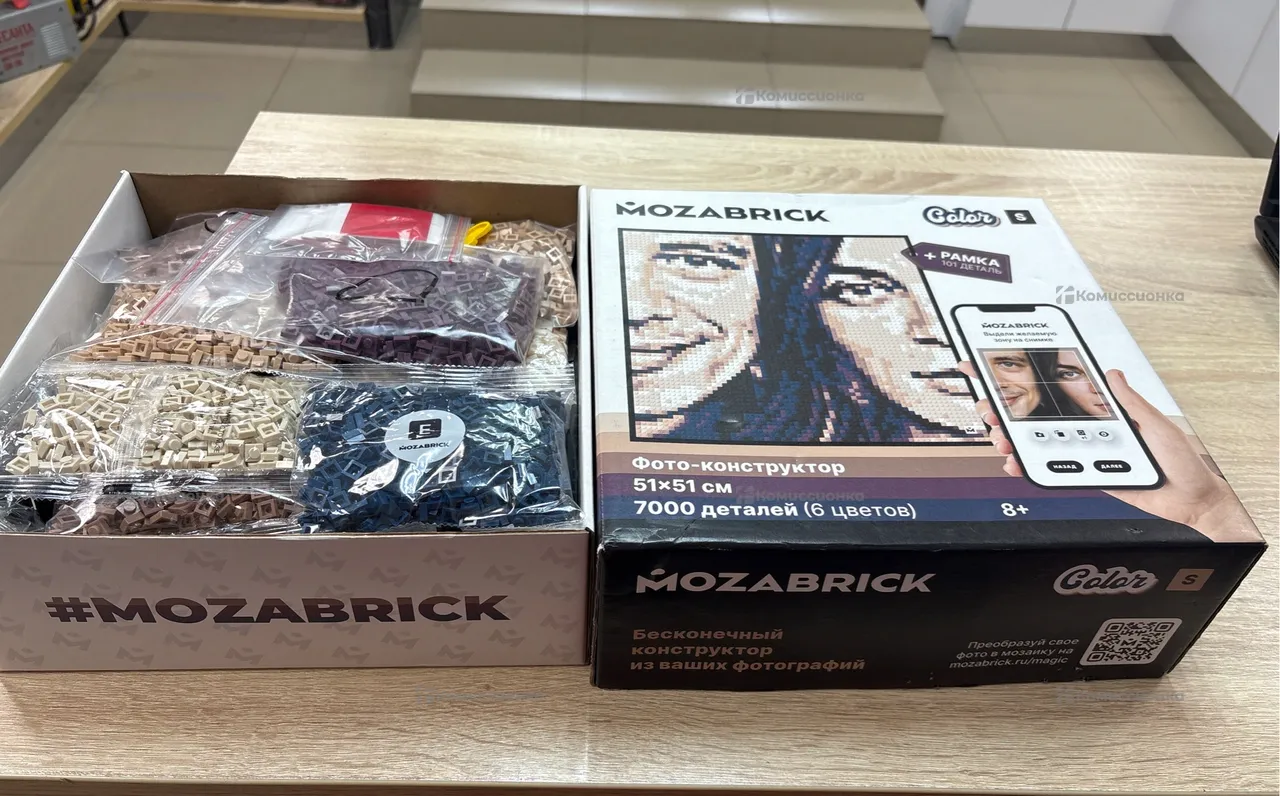 САНТА
Комиссионка
MOZABRICK
Color S
+ РАМКА
101 ДЕТАЛЬ
Комиссионка
MOZABRICK
Выдели желаемую
зону на снимке
НАЗАД ДАЛЕЕ
E
MOZABRICK
Фото-конструктор
51×51 см
Комиссионка
7000 деталей (6 цветов) 8+
#MOZABRICK
MOZABRICK
Color S
Бесконечный
конструктор
из ваших фотографий
Преобразуй свое
фото в мозаику на
mozabrick.ru/magic
Комиссионка